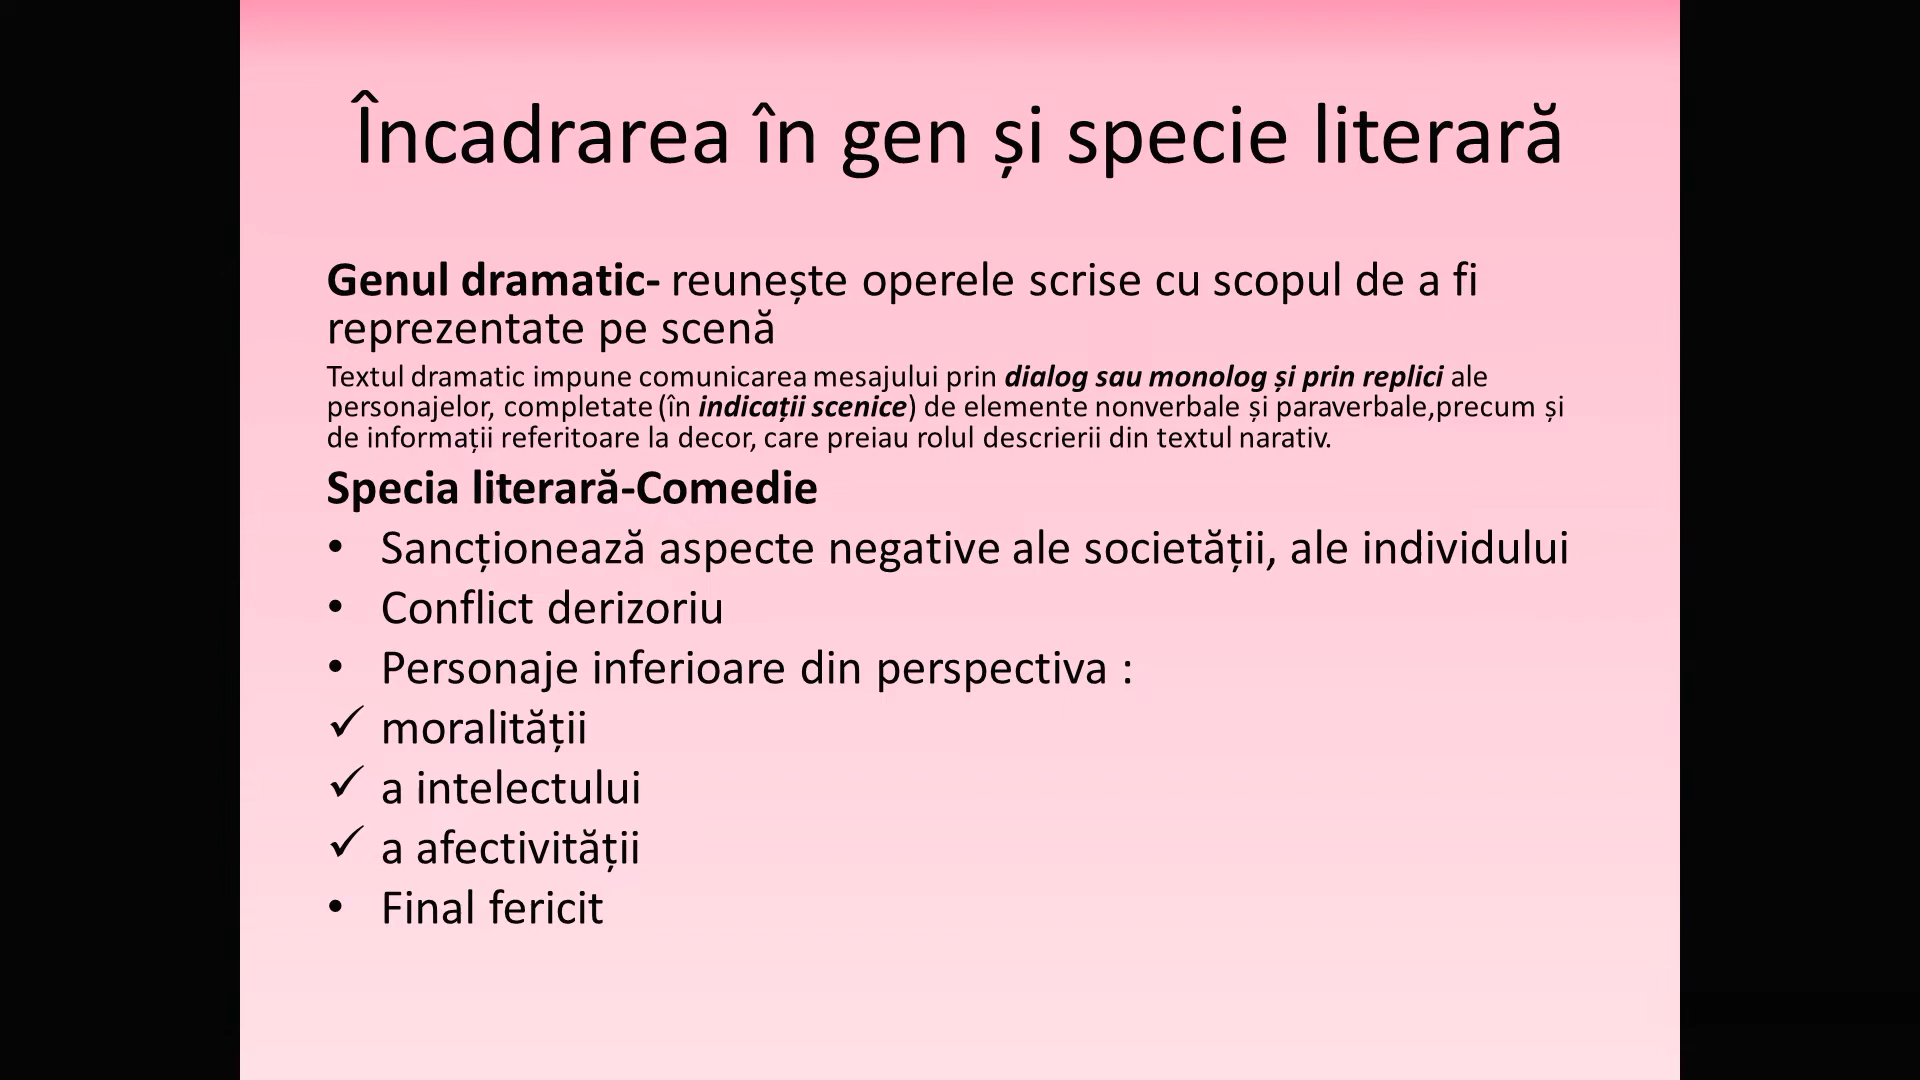 Încadrarea în gen și specie literară
Genul dramatic- reunește operele scrise cu scopul de a fi
reprezentate pe scenă
Textul dramatic impune comunicarea mesajului prin dialog sau monolog și prin replici ale
personajelor, completate (în indicații scenice) de elemente nonverbale și paraverbale,precum și
de informații referitoare la decor, care preiau rolul descrierii din textul narativ.
Specia literară-Comedie
• Sancționează aspecte negative ale societății, ale individului
• Conflict derizoriu
• Personaje inferioare din perspectiva :
✓ moralității
✓ a intelectului
✓ a afectivității
• Final fericit